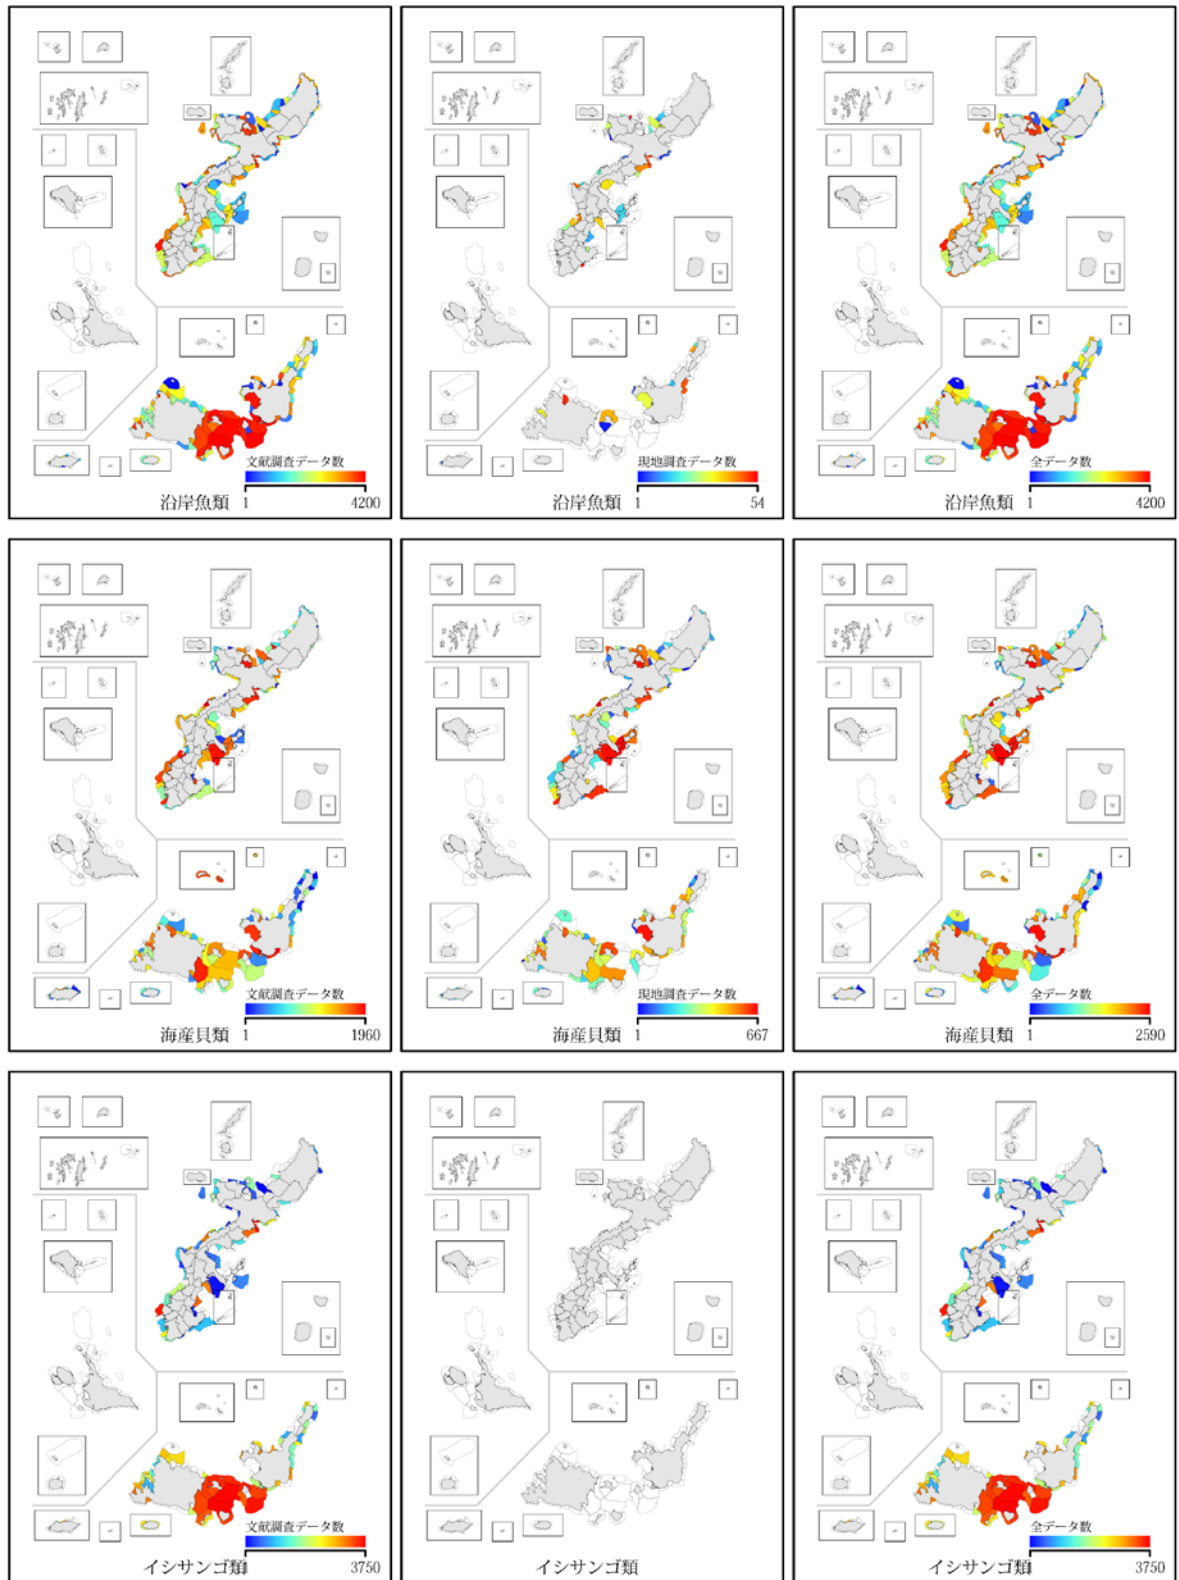 文献調査データ数
沿岸魚類 1 4200
現地調査データ数
沿岸魚類 1 54
全データ数
沿岸魚類 1 4200
文献調査データ数
海産貝類 1 1960
現地調査データ数
海産貝類 1 667
全データ数
海産貝類 1 2590
文献調査データ数
イシサンゴ類 1 3750
イシサンゴ類
全データ数
イシサンゴ類 1 3750